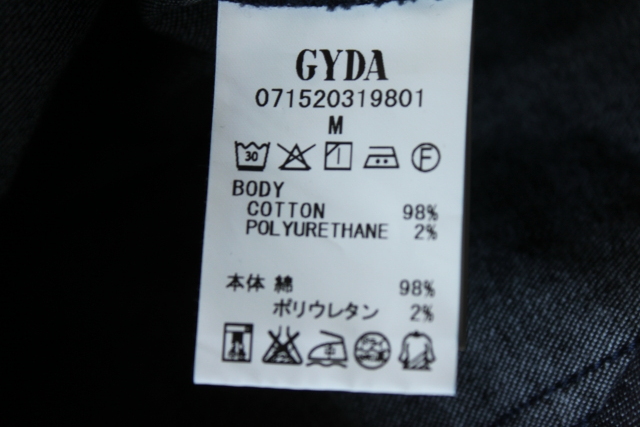 GYDA
071520319801
M
30 F
BODY
COTTON 98%
POLYURETHANE 2%
本体 綿 98%
ポリウレタン 2%